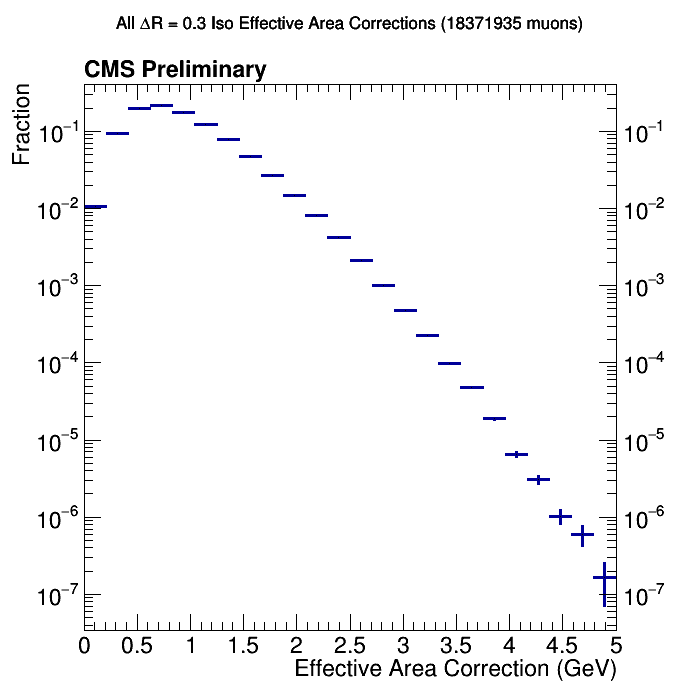 All ΔR = 0.3 Iso Effective Area Corrections (18371935 muons)
CMS Preliminary
Fraction
10⁻¹ 10⁻¹
10⁻² 10⁻²
10⁻³ 10⁻³
10⁻⁴ 10⁻⁴
10⁻⁵ 10⁻⁵
10⁻⁶ 10⁻⁶
10⁻⁷ 10⁻⁷
0 0.5 1 1.5 2 2.5 3 3.5 4 4.5 5
Effective Area Correction (GeV)